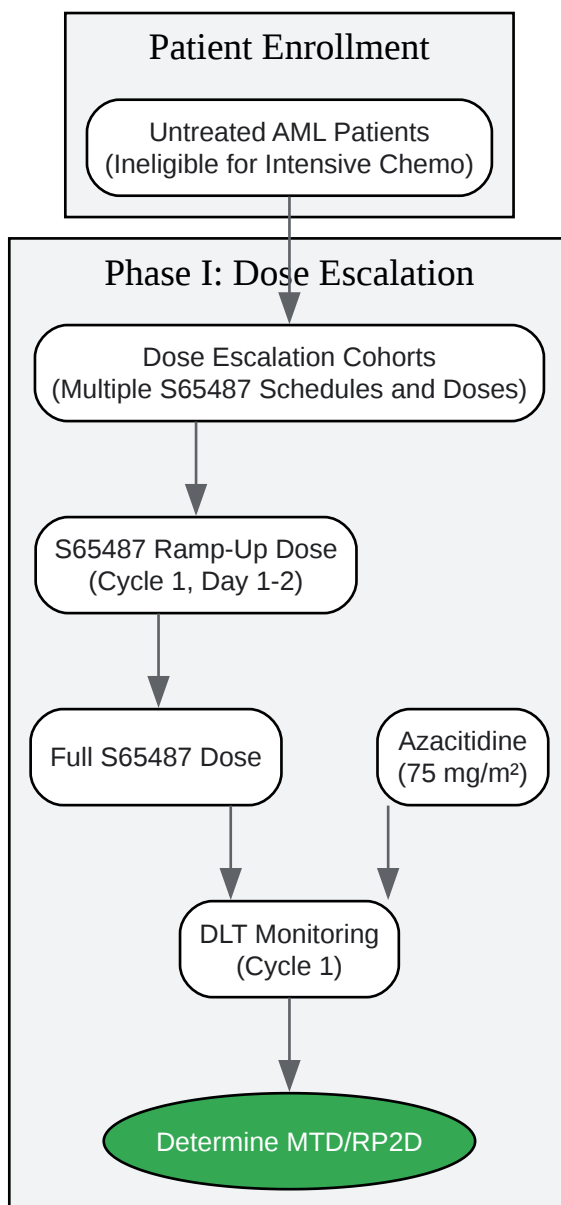 Patient Enrollment
Untreated AML Patients
(Ineligible for Intensive Chemo)
Phase I: Dose Escalation
Dose Escalation Cohorts
(Multiple S65487 Schedules and Doses)
S65487 Ramp-Up Dose
(Cycle 1, Day 1-2)
Full S65487 Dose
Azacitidine
(75 mg/m²)
DLT Monitoring
(Cycle 1)
Determine MTD/RP2D